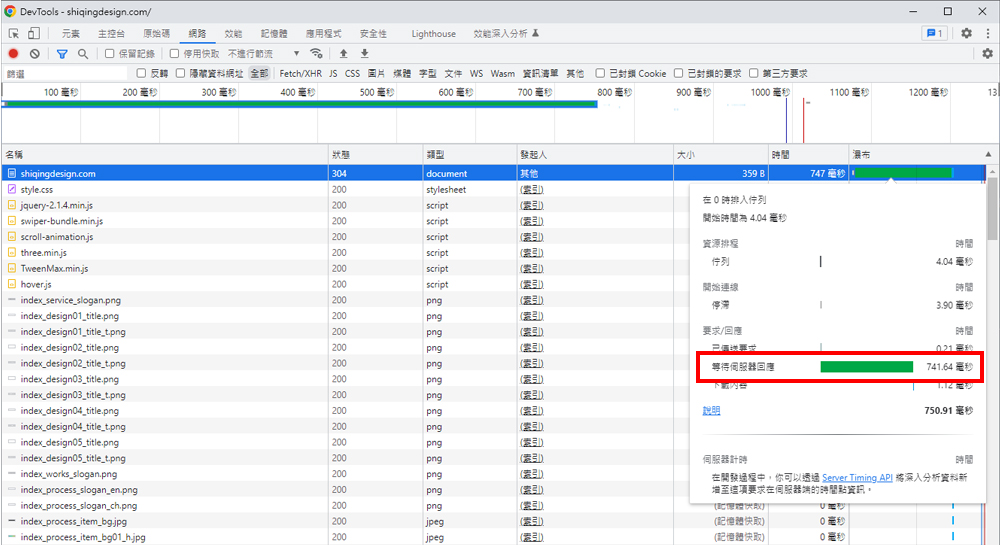 DevTools - shiqingdesign.com/
元素 主控台 原始碼 網路 效能 記憶體 應用程式 安全性 Lighthouse 效能深入分析 1
保留記錄 停用快取 不進行節流
篩選 反轉 隱藏資料網址 全部 Fetch/XHR JS CSS 圖片 媒體 字型 文件 WS Wasm 資訊清單 其他 已封鎖 Cookie 已封鎖的要求 第三方要求
100 毫秒 200 毫秒 300 毫秒 400 毫秒 500 毫秒 600 毫秒 700 毫秒 800 毫秒 900 毫秒 1000 毫秒 1100 毫秒 1200 毫秒 13
名稱 狀態 類型 發起人 大小 時間 瀑布
shiqingdesign.com 304 document 其他 359 B 747 毫秒
style.css 200 stylesheet (索引)
jquery-2.1.4.min.js 200 script (索引)
swiper-bundle.min.js 200 script (索引)
scroll-animation.js 200 script (索引)
three.min.js 200 script (索引)
TweenMax.min.js 200 script (索引)
hover.js 200 script (索引)
index_service_slogan.png 200 png (索引)
index_design01_title.png 200 png (索引)
index_design01_title_t.png 200 png (索引)
index_design02_title.png 200 png (索引)
index_design02_title_t.png 200 png (索引)
index_design03_title.png 200 png (索引)
index_design03_title_t.png 200 png (索引)
index_design04_title.png 200 png (索引)
index_design04_title_t.png 200 png (索引)
index_design05_title.png 200 png (索引)
index_design05_title_t.png 200 png (索引)
index_works_slogan.png 200 png (索引)
index_process_slogan_en.png 200 png (索引)
index_process_slogan_ch.png 200 png (索引) (記憶體快取) 0 毫秒
index_process_item_bg.jpg 200 jpeg (索引) (記憶體快取) 0 毫秒
index_process_item_bg01_h.jpg 200 jpeg (索引) (記憶體快取) 0 毫秒
在 0 時排入佇列
開始時間為 4.04 毫秒
資源排程 時間
佇列 4.04 毫秒
開始連線 時間
停滯 3.90 毫秒
要求/回應 時間
已傳送要求 0.21 毫秒
等待伺服器回應 741.64 毫秒
下載內容 1.12 毫秒
說明 750.91 毫秒
伺服器計時 時間
在開發過程中，你可以透過 Server Timing API 將深入分析資料新
增至這項要求在伺服器端的時間點資訊。